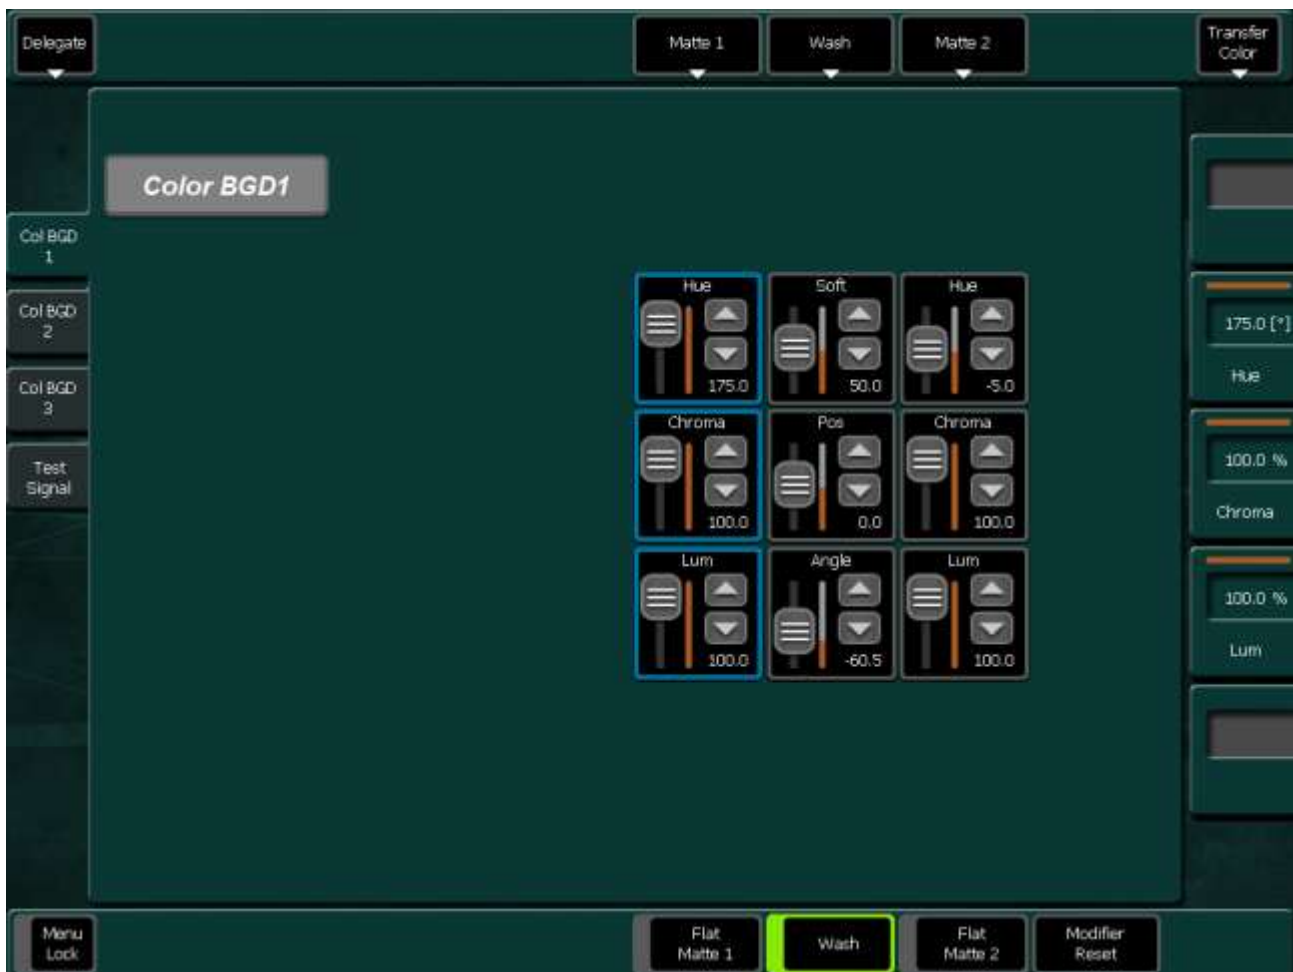 Delegate
Matte 1
Wash
Matte 2
Transfer
Color
Color BGD1
Col BGD
1
Col BGD
2
Col BGD
3
Test
Signal
Hue
175.0
Soft
50.0
Hue
-5.0
Chroma
100.0
Pos
0.0
Chroma
100.0
Lum
100.0
Angle
-60.5
Lum
100.0
175.0 [°]
Hue
100.0 %
Chroma
100.0 %
Lum
Menu
Lock
Flat
Matte 1
Wash
Flat
Matte 2
Modifier
Reset